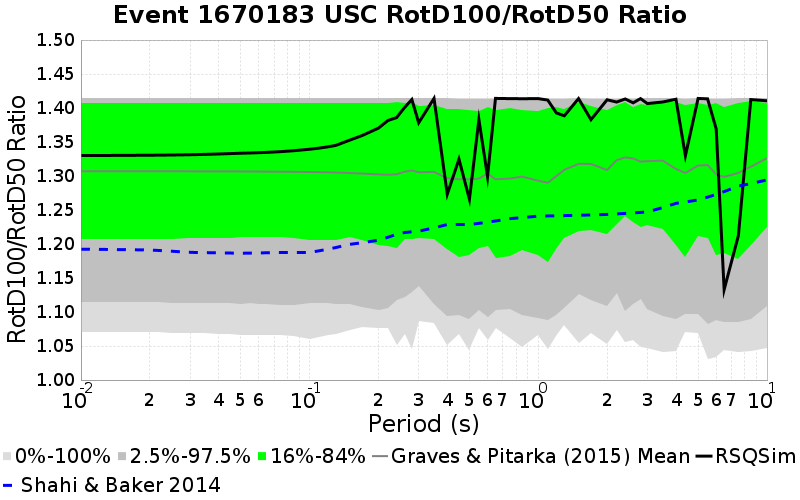 Event 1670183 USC RotD100/RotD50 Ratio
RotD100/RotD50 Ratio
1.50
1.45
1.40
1.35
1.30
1.25
1.20
1.15
1.10
1.05
1.00
10-2 2 3 4 5 6 10-1 2 3 4 5 6 7 100 2 3 4 5 6 7 101
Period (s)
0%-100% 2.5%-97.5% 16%-84% Graves & Pitarka (2015) Mean RSQSim
Shahi & Baker 2014